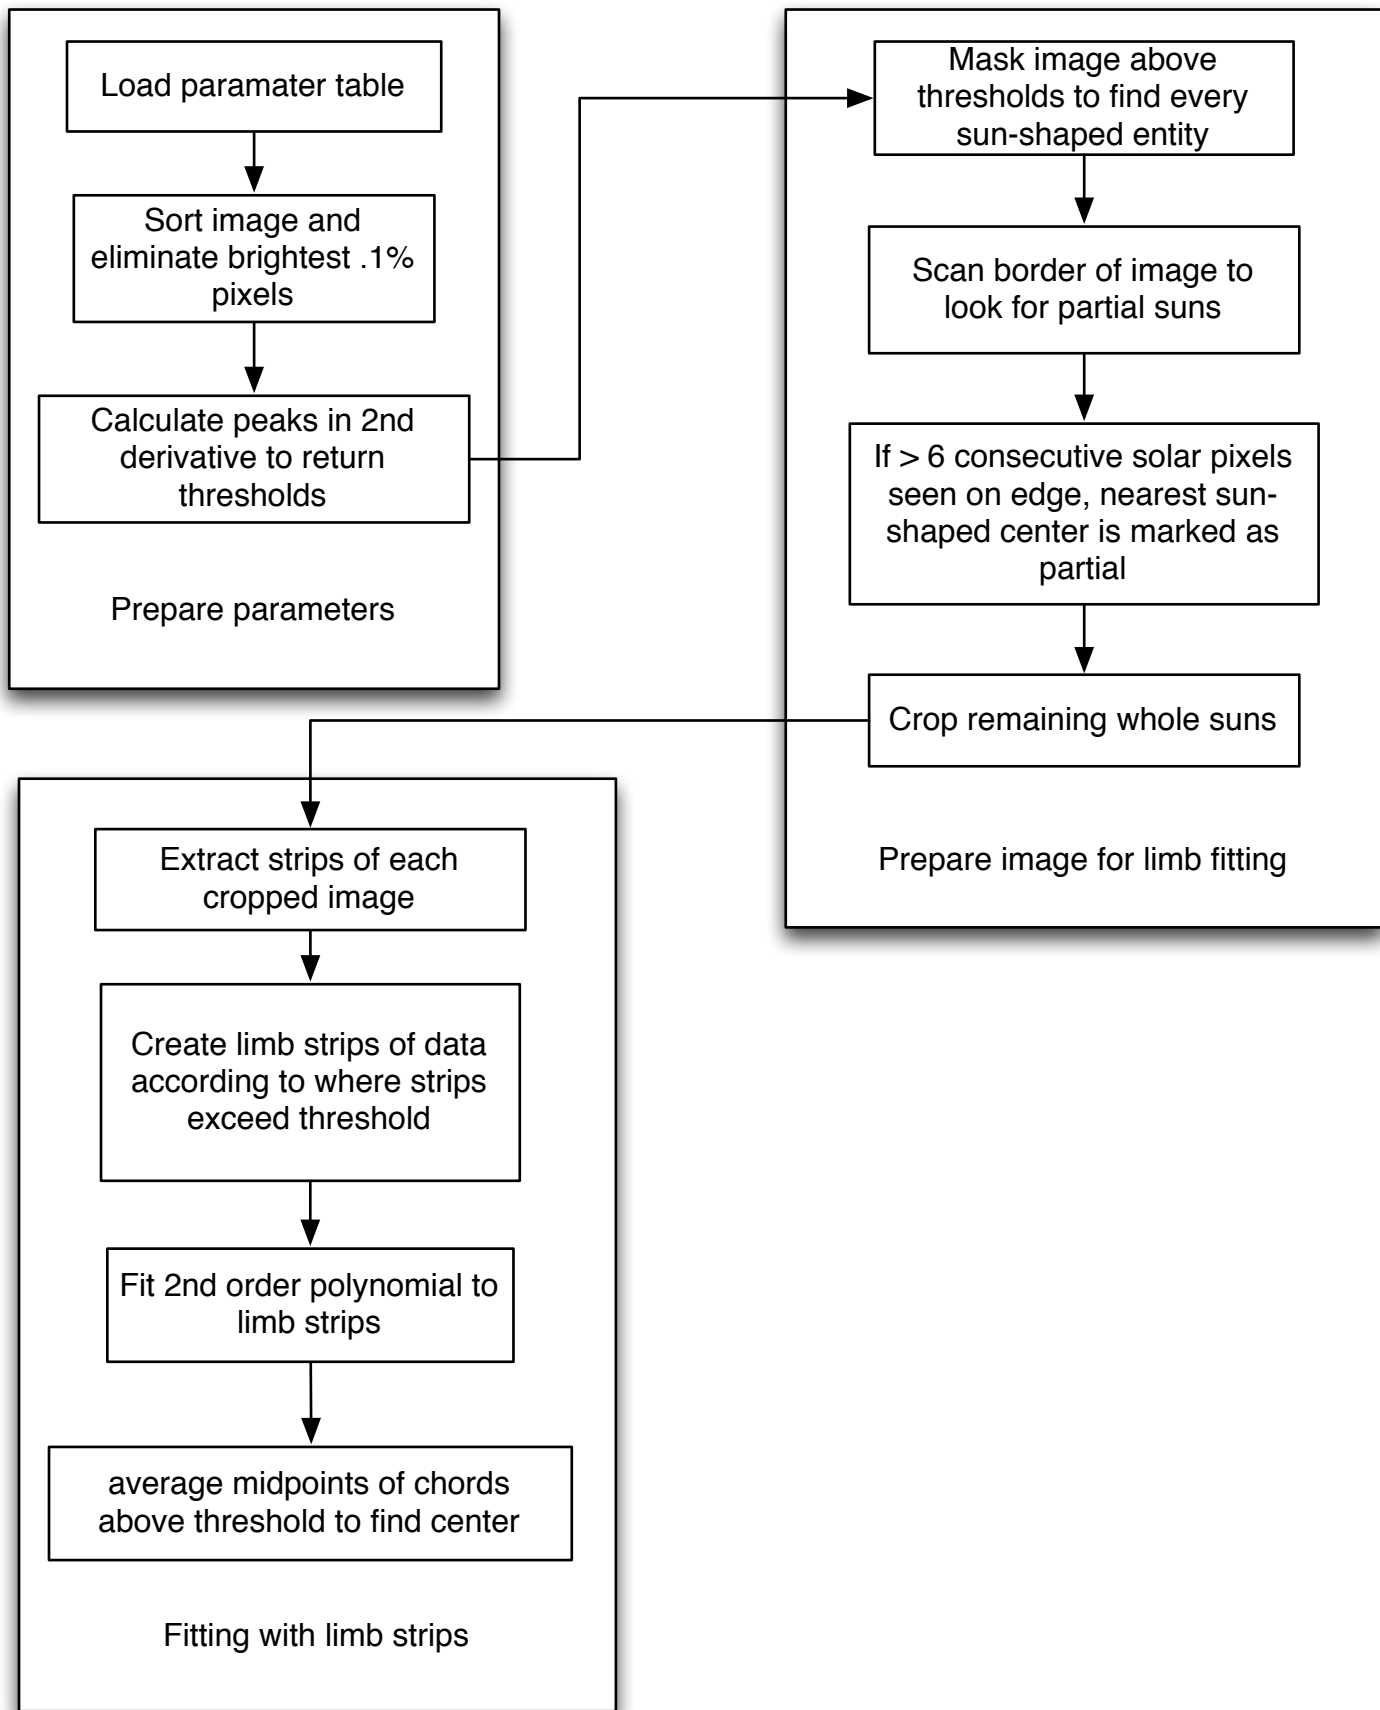 Load paramater table
Sort image and
eliminate brightest .1%
pixels
Calculate peaks in 2nd
derivative to return
thresholds
Prepare parameters
Mask image above
thresholds to find every
sun-shaped entity
Scan border of image to
look for partial suns
If > 6 consecutive solar pixels
seen on edge, nearest sun-
shaped center is marked as
partial
Crop remaining whole suns
Prepare image for limb fitting
Extract strips of each
cropped image
Create limb strips of data
according to where strips
exceed threshold
Fit 2nd order polynomial to
limb strips
average midpoints of chords
above threshold to find center
Fitting with limb strips